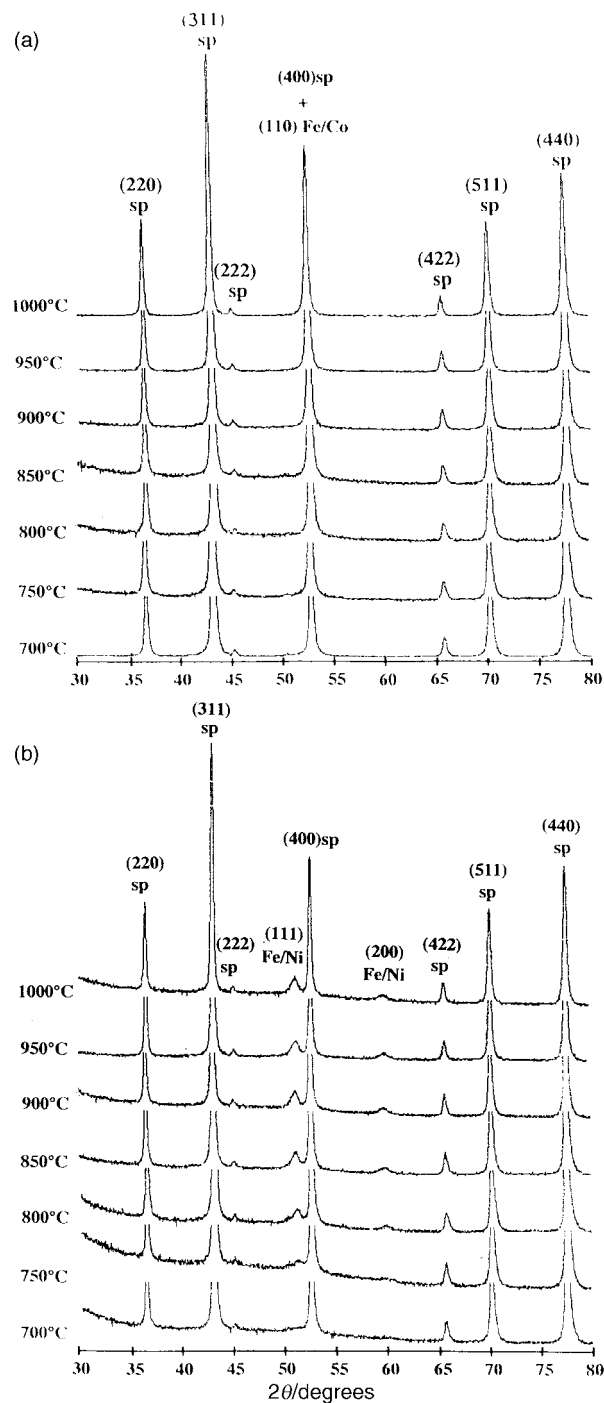 (a)
(311)
sp
(400)sp
+
(110) Fe/Co
(440)
sp
(511)
sp
(220)
sp
(222)
sp
(422)
sp
1000°C
950°C
900°C
850°C
800°C
750°C
700°C
30 35 40 45 50 55 60 65 70 75 80
(b)
(311)
sp
(400)sp
(440)
sp
(220)
sp
(511)
sp
(222)
sp
(111)
Fe/Ni
(200)
Fe/Ni
(422)
sp
1000°C
950°C
900°C
850°C
800°C
750°C
700°C
30 35 40 45 50 55 60 65 70 75 80
2θ/degrees